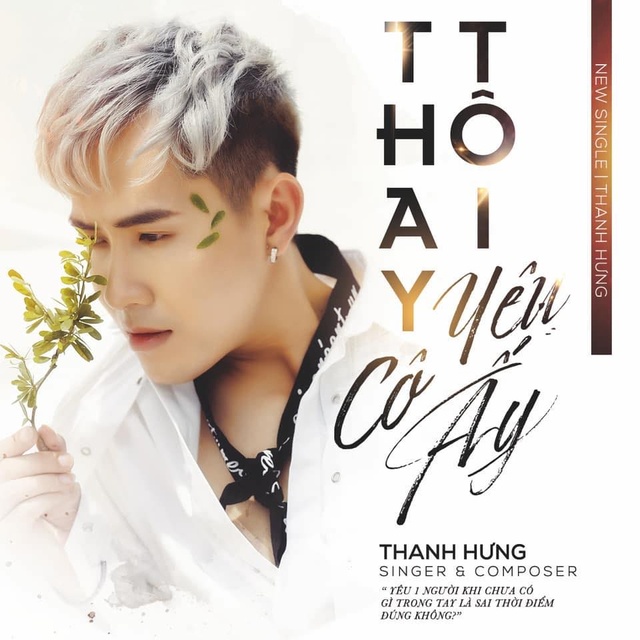 THAY
TÔI
Yêu
Cô
Ấy
NEW SINGLE | THANH HƯNG
THANH HƯNG
SINGER & COMPOSER
“ YÊU 1 NGƯỜI KHI CHƯA CÓ
GÌ TRONG TAY LÀ SAI THỜI ĐIỂM
ĐÚNG KHÔNG?”